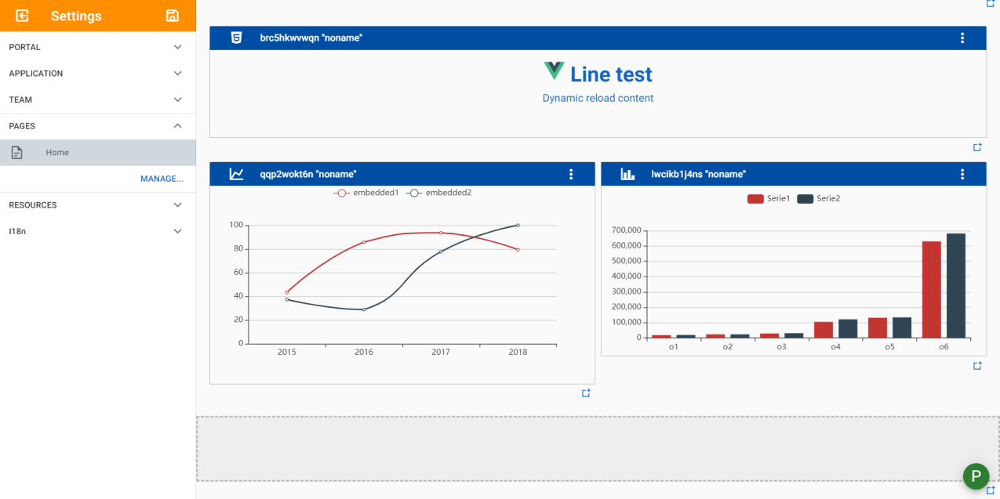 Settings
PORTAL
APPLICATION
TEAM
PAGES
Home
MANAGE...
RESOURCES
I18n
brc5hkwvwqn "noname"
Line test
Dynamic reload content
qqp2wokt6n "noname"
embedded1 embedded2
100
80
60
40
20
0
2015 2016 2017 2018
lwcikb1j4ns "noname"
Serie1 Serie2
700,000
600,000
500,000
400,000
300,000
200,000
100,000
0
o1 o2 o3 o4 o5 o6
P